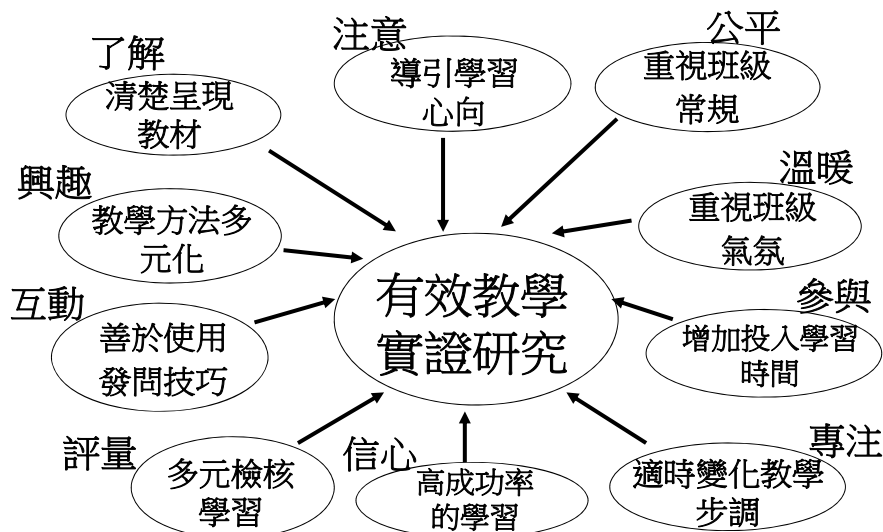 注意
導引學習
心向
公平
重視班級
常規
溫暖
重視班級
氣氛
參與
增加投入學習
時間
專注
適時變化教學
步調
信心
高成功率
的學習
評量
多元檢核
學習
互動
善於使用
發問技巧
興趣
教學方法多
元化
了解
清楚呈現
教材
有效教學
實證研究